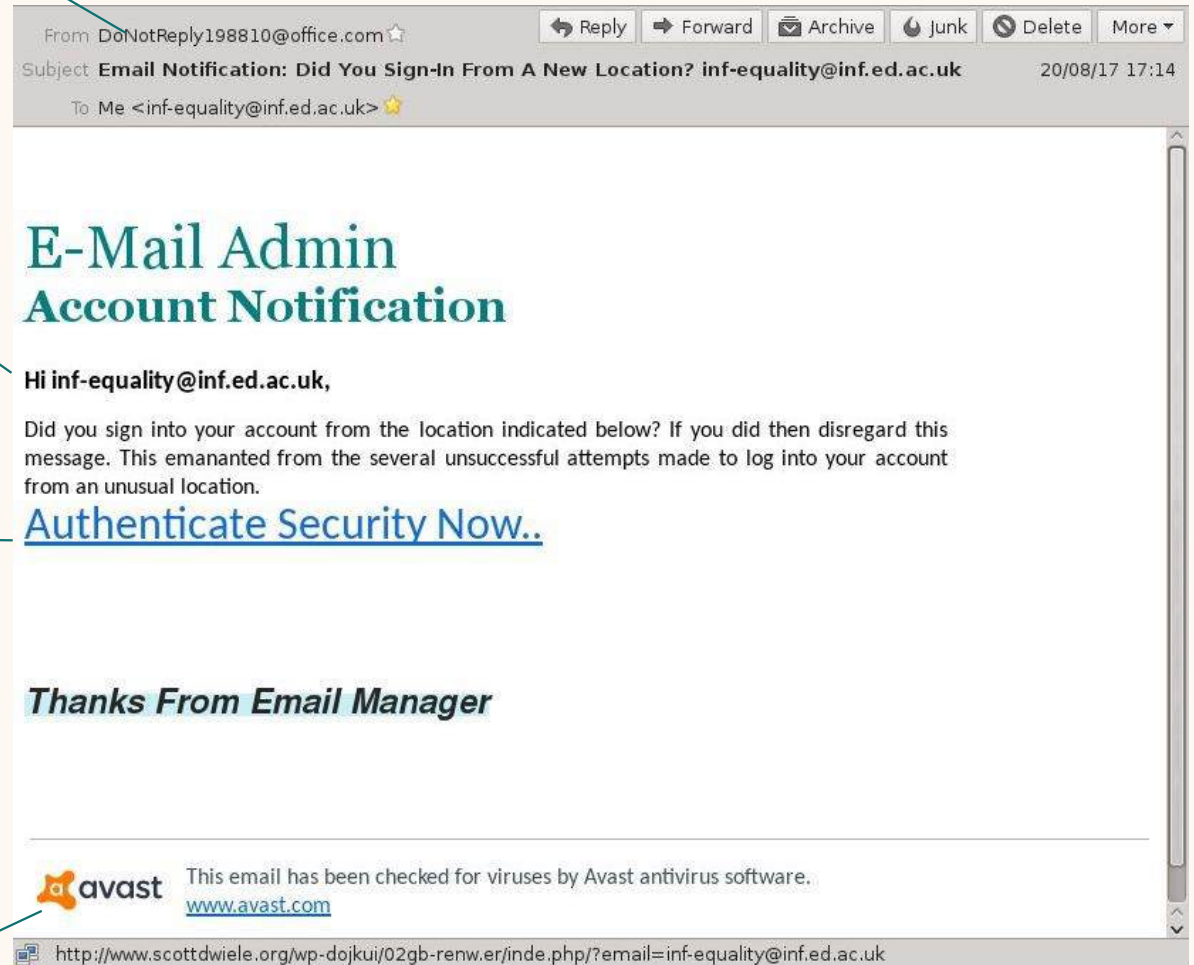 From DoNotReply198810@office.com Reply Forward Archive Junk Delete More
Subject Email Notification: Did You Sign-In From A New Location? inf-equality@inf.ed.ac.uk 20/08/17 17:14
To Me <inf-equality@inf.ed.ac.uk>
E-Mail Admin
Account Notification
Hi inf-equality@inf.ed.ac.uk,
Did you sign into your account from the location indicated below? If you did then disregard this
message. This emananted from the several unsuccessful attempts made to log into your account
from an unusual location.
Authenticate Security Now..
Thanks From Email Manager
avast This email has been checked for viruses by Avast antivirus software.
www.avast.com
http://www.scottdwiele.org/wp-dojkui/02gb-renw.er/inde.php/?email=inf-equality@inf.ed.ac.uk